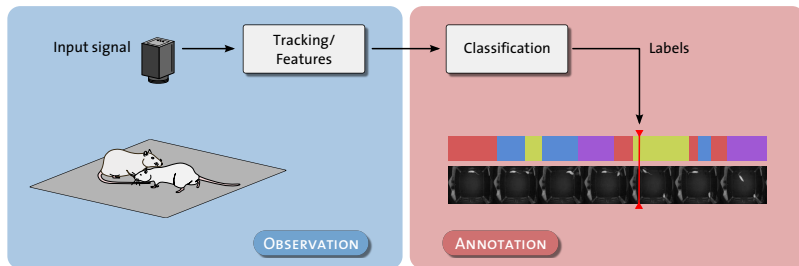 Input signal
Tracking/
Features
Classification
Labels
OBSERVATION
ANNOTATION